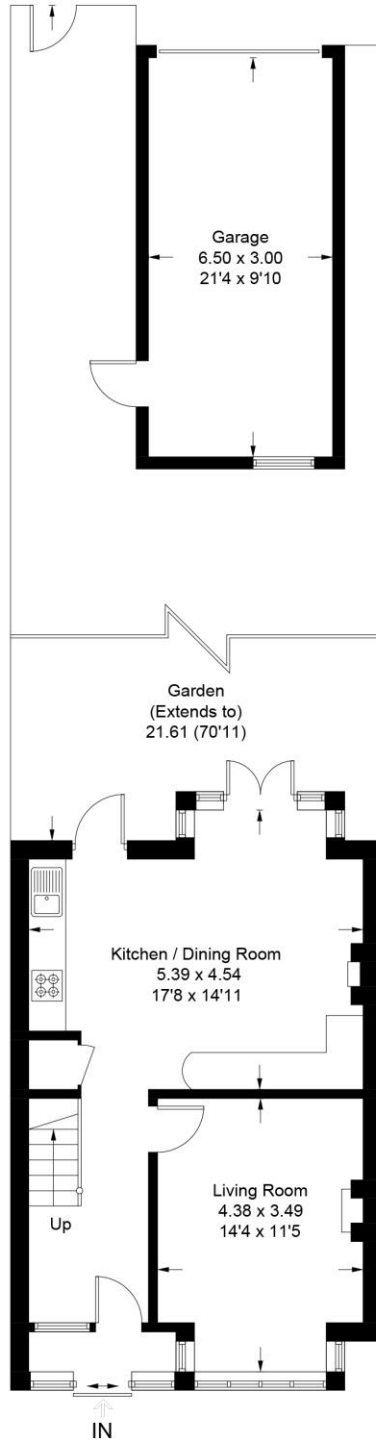 Garage
6.50 x 3.00
21'4 x 9'10
Garden
(Extends to)
21.61 (70'11)
Kitchen / Dining Room
5.39 x 4.54
17'8 x 14'11
Living Room
4.38 x 3.49
14'4 x 11'5
Up
IN